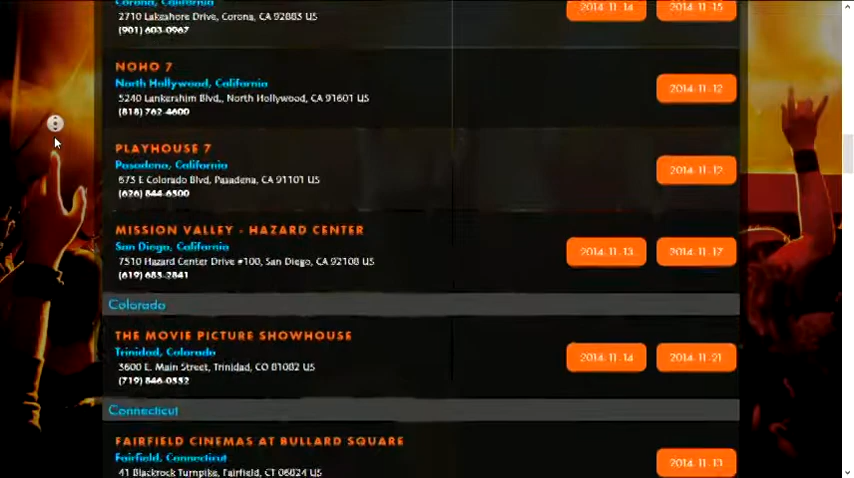 Corona, California
2710 Lakeshore Drive, Corona, CA 92883 US
(901) 603-0967
2014-11-14
2014-11-15
NOHO 7
North Hollywood, California
5240 Lankershim Blvd., North Hollywood, CA 91601 US
(818) 762-4600
2014-11-12
PLAYHOUSE 7
Pasadena, California
673 E Colorado Blvd, Pasadena, CA 91101 US
(626) 844-6500
2014-11-12
MISSION VALLEY - HAZARD CENTER
San Diego, California
7510 Hazard Center Drive #100, San Diego, CA 92108 US
(619) 685-2841
2014-11-13
2014-11-17
Colorado
THE MOVIE PICTURE SHOWHOUSE
Trinidad, Colorado
3600 E. Main Street, Trinidad, CO 81082 US
(719) 846-0552
2014-11-14
2014-11-21
Connecticut
FAIRFIELD CINEMAS AT BULLARD SQUARE
Fairfield, Connecticut
41 Blackrock Turnpike, Fairfield, CT 06824 US
2014-11-13